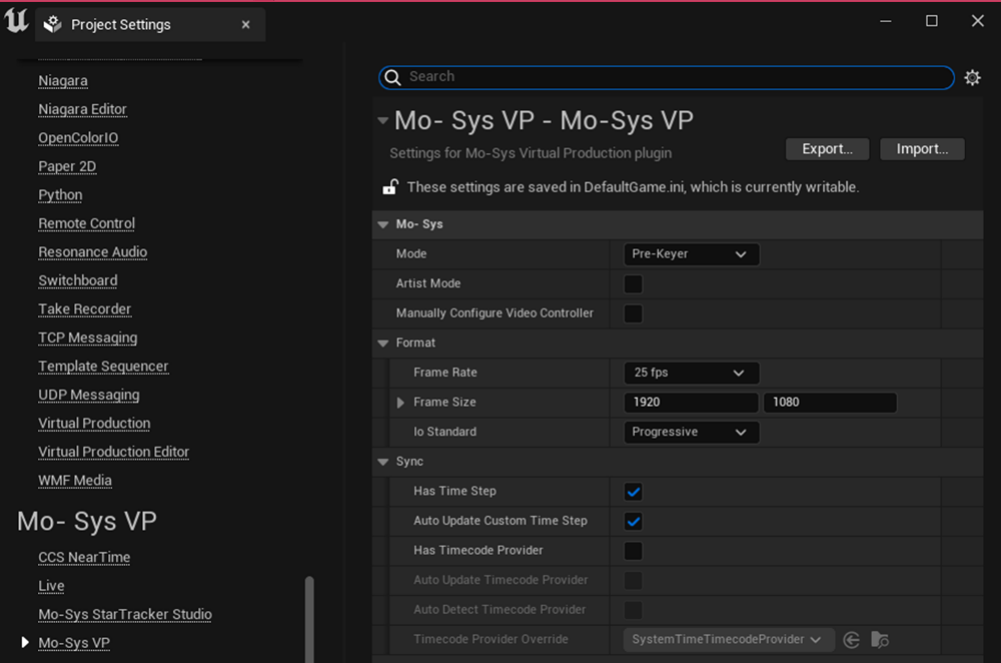 Project Settings
Niagara
Niagara Editor
OpenColorIO
Paper 2D
Python
Remote Control
Resonance Audio
Switchboard
Take Recorder
TCP Messaging
Template Sequencer
UDP Messaging
Virtual Production
Virtual Production Editor
WMF Media
Mo- Sys VP
CCS NearTime
Live
Mo-Sys StarTracker Studio
Mo-Sys VP
Search
Mo- Sys VP - Mo-Sys VP
Settings for Mo-Sys Virtual Production plugin
Export...
Import...
These settings are saved in DefaultGame.ini, which is currently writable.
Mo- Sys
Mode Pre-Keyer
Artist Mode
Manually Configure Video Controller
Format
Frame Rate 25 fps
Frame Size 1920 1080
Io Standard Progressive
Sync
Has Time Step
Auto Update Custom Time Step
Has Timecode Provider
Auto Update Timecode Provider
Auto Detect Timecode Provider
Timecode Provider Override SystemTimeTimecodeProvider